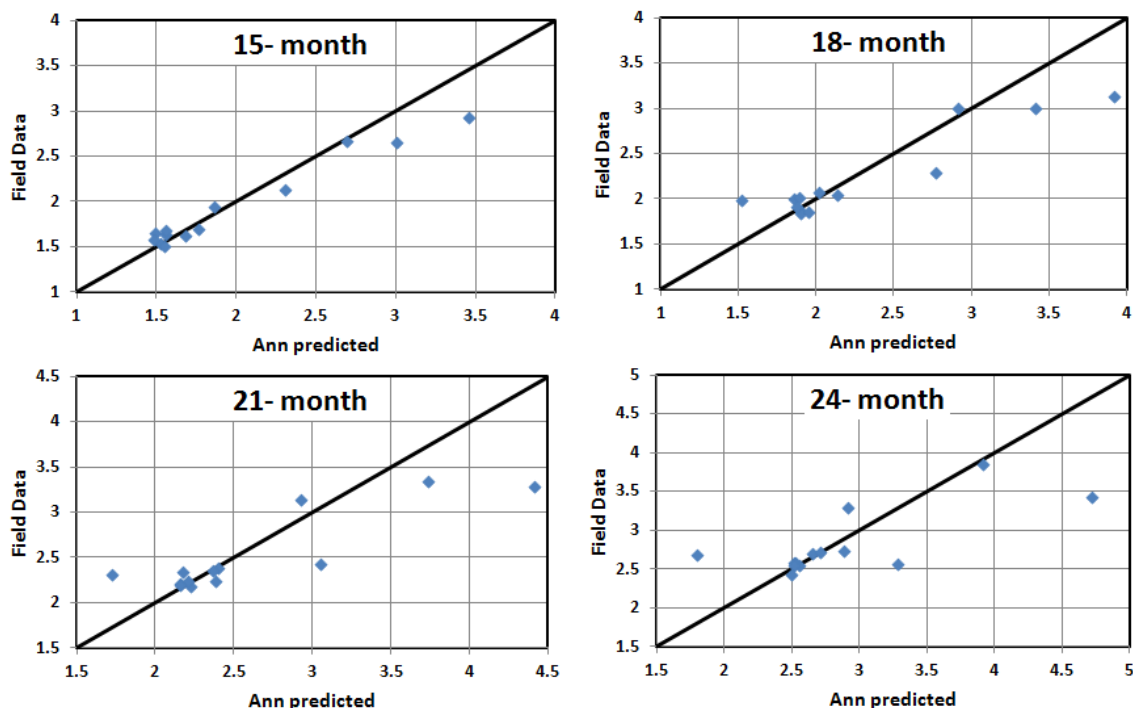 15- month
4
3.5
3
2.5
2
1.5
1
Field Data
1 1.5 2 2.5 3 3.5 4
Ann predicted
18- month
4
3.5
3
2.5
2
1.5
1
Field Data
1 1.5 2 2.5 3 3.5 4
Ann predicted
21- month
4.5
4
3.5
3
2.5
2
1.5
Field Data
1.5 2 2.5 3 3.5 4 4.5
Ann predicted
24- month
5
4.5
4
3.5
3
2.5
2
1.5
Field Data
1.5 2 2.5 3 3.5 4 4.5 5
Ann predicted